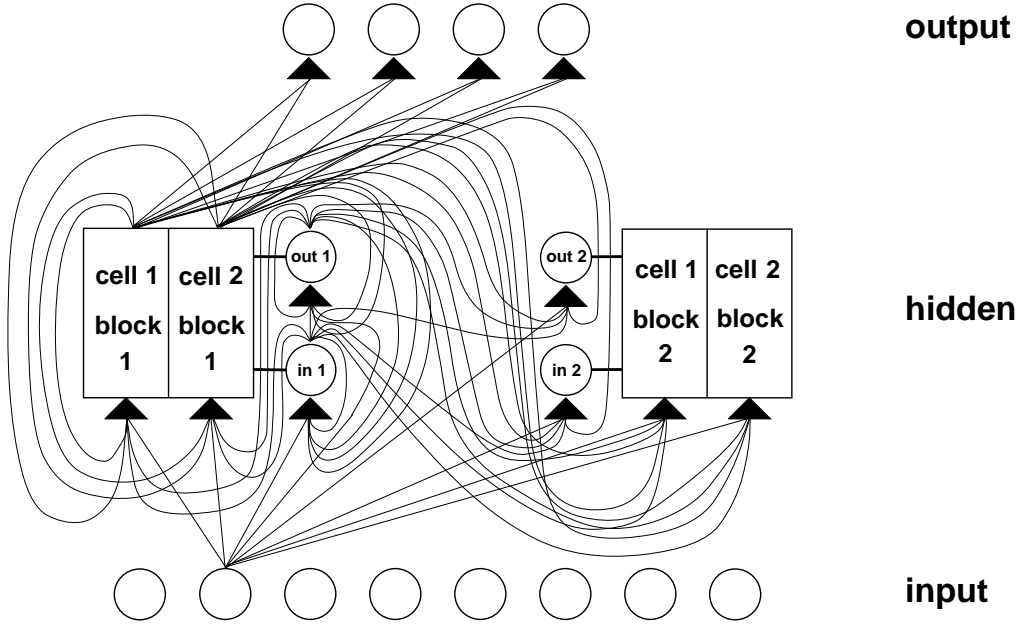 output
cell 1
block
1
cell 2
block
1
out 1
in 1
out 2
in 2
cell 1
block
2
cell 2
block
2
hidden
input